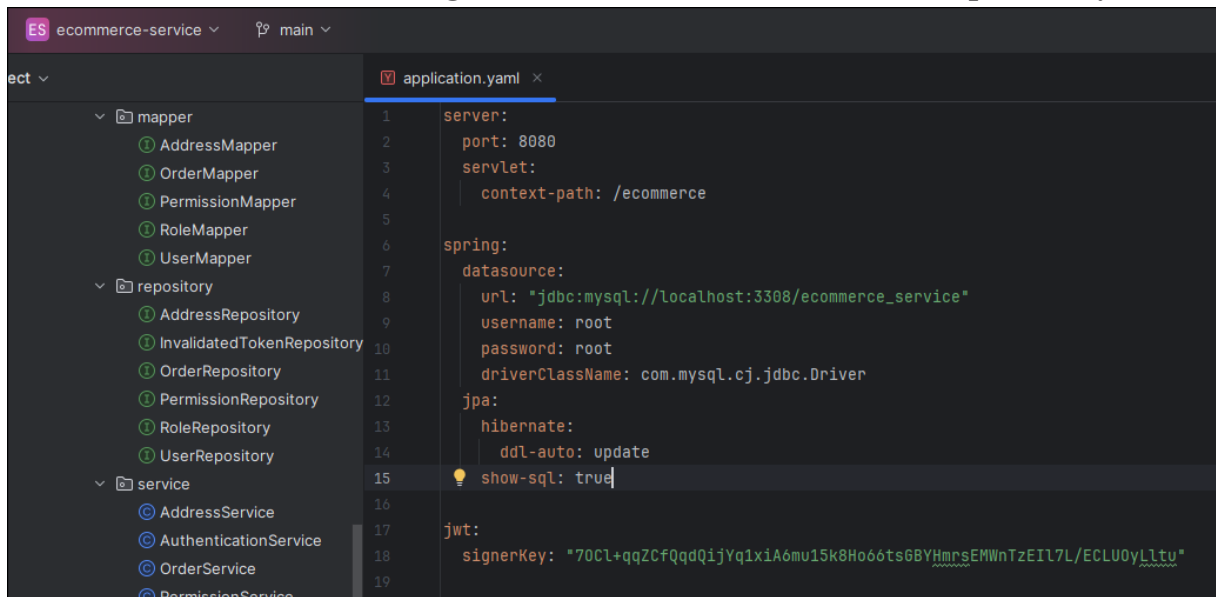 ES ecommerce-service main
ect
application.yaml
mapper
AddressMapper
OrderMapper
PermissionMapper
RoleMapper
UserMapper
repository
AddressRepository
InvalidatedTokenRepository
OrderRepository
PermissionRepository
RoleRepository
UserRepository
service
AddressService
AuthenticationService
OrderService
PermissionService
1 server:
2 port: 8080
3 servlet:
4 context-path: /ecommerce
5
6 spring:
7 datasource:
8 url: "jdbc:mysql://localhost:3308/ecommerce_service"
9 username: root
10 password: root
11 driverClassName: com.mysql.cj.jdbc.Driver
12 jpa:
13 hibernate:
14 ddl-auto: update
15 show-sql: true
16
17 jwt:
18 signerKey: "7OCl+qqZCfQqdQijYq1xiA6mu15k8Ho66tsGBYHmrsEMWnTzEIl7L/ECLUOyLltu"
19